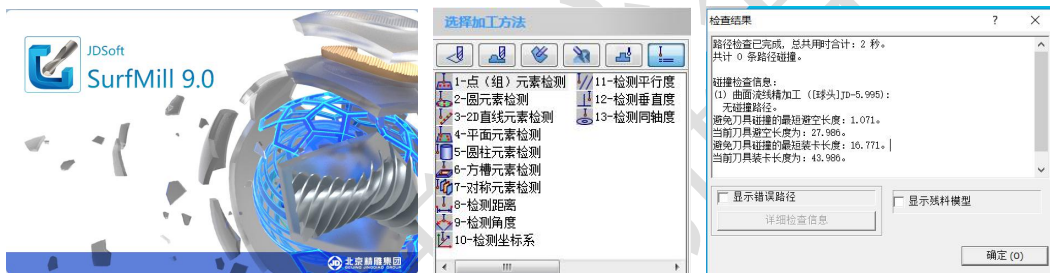 JDSoft
SurfMill 9.0
北京精雕集团
BEIJING JINGDIAO GROUP
选择加工方法
1-点（组）元素检测
2-圆元素检测
3-2D直线元素检测
4-平面元素检测
5-圆柱元素检测
6-方槽元素检测
7-对称元素检测
8-检测距离
9-检测角度
10-检测坐标系
11-检测平行度
12-检测垂直度
13-检测同轴度
检查结果
路径检查已完成, 总共用时合计: 2 秒。
共计 0 条路径碰撞。
碰撞检查信息:
(1) 曲面流线精加工 ([球头]JD-5.995):
无碰撞路径。
避免刀具碰撞的最短避空长度: 1.071。
当前刀具避空长度为: 27.986。
避免刀具碰撞的最短装卡长度: 16.771。
当前刀具装卡长度为: 43.986。
显示错误路径
详细检查信息
显示残料模型
确定(O)